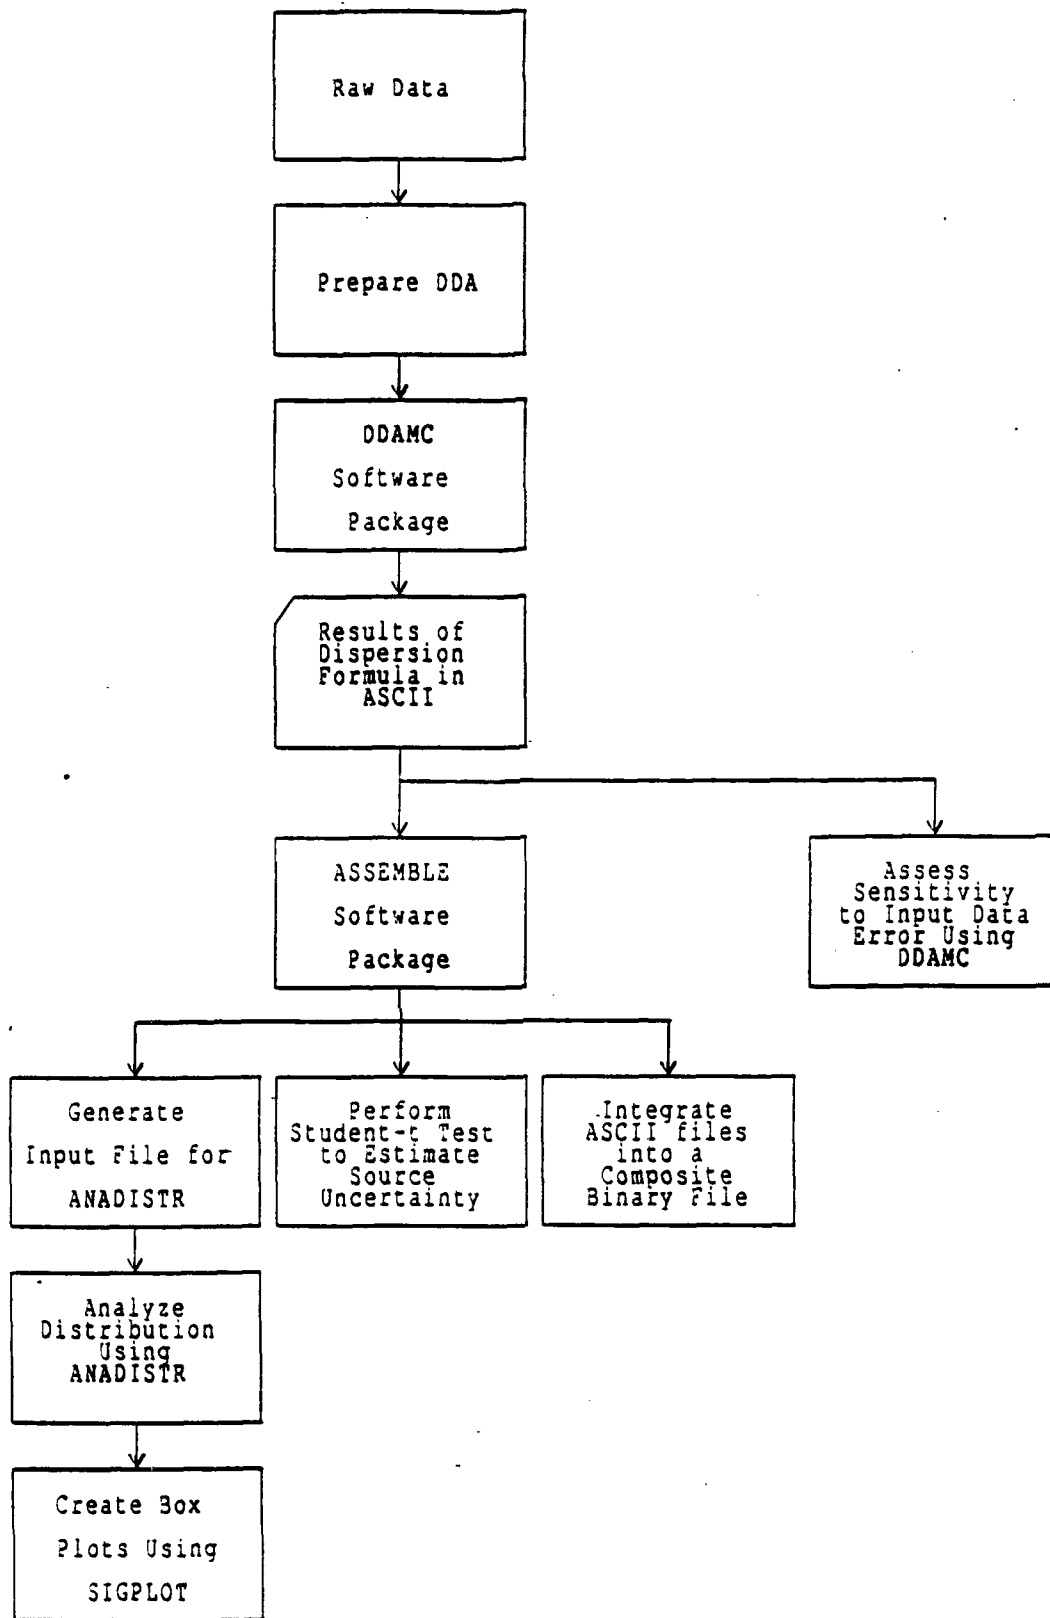 Raw Data
Prepare DDA
DDAMC
Software
Package
Results of
Dispersion
Formula in
ASCII
ASSEMBLE
Software
Package
Assess
Sensitivity
to Input Data
Error Using
DDAMC
Generate
Input File for
ANADISTR
Perform
Student-t Test
to Estimate
Source
Uncertainty
Integrate
ASCII files
into a
Composite
Binary File
Analyze
Distribution
Using
ANADISTR
Create Box
Plots Using
SIGPLOT